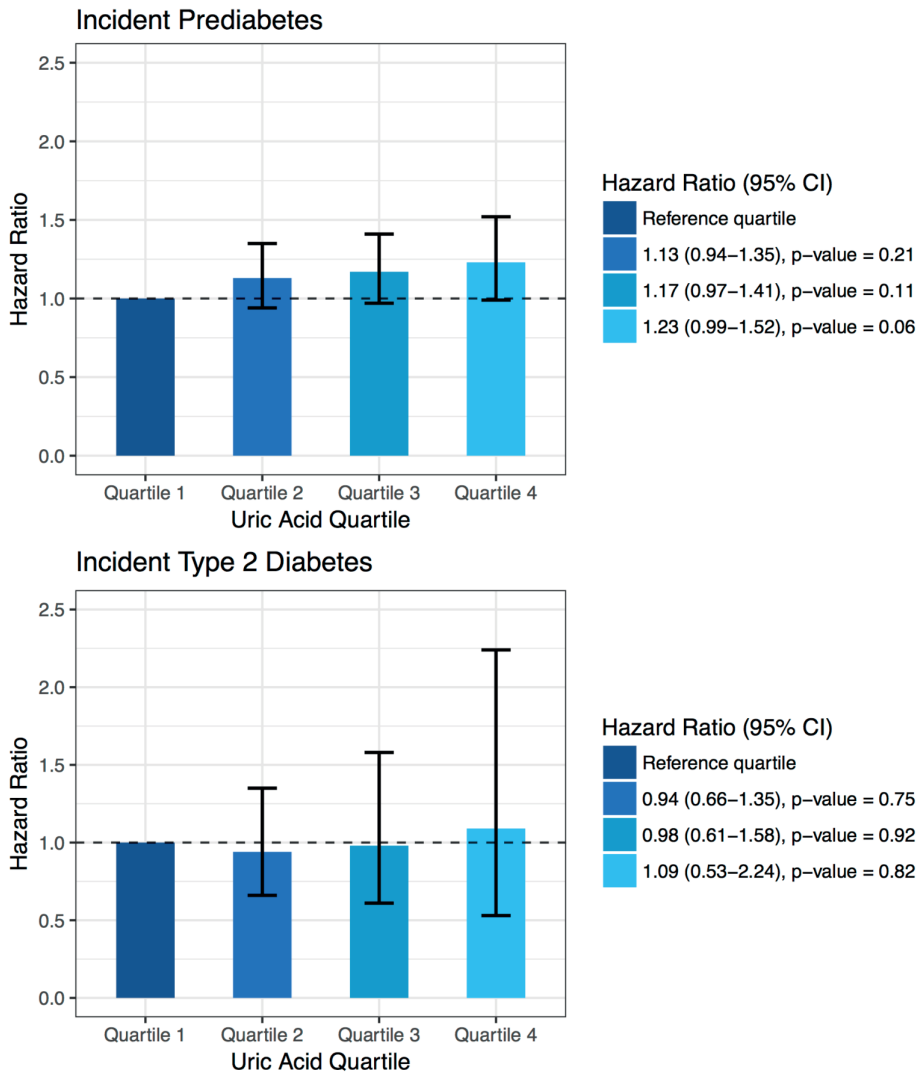 Incident Prediabetes
2.5
2.0
1.5
1.0
0.5
0.0
Hazard Ratio
Quartile 1 Quartile 2 Quartile 3 Quartile 4
Uric Acid Quartile
Hazard Ratio (95% CI)
Reference quartile
1.13 (0.94−1.35), p−value = 0.21
1.17 (0.97−1.41), p−value = 0.11
1.23 (0.99−1.52), p−value = 0.06
Incident Type 2 Diabetes
2.5
2.0
1.5
1.0
0.5
0.0
Hazard Ratio
Quartile 1 Quartile 2 Quartile 3 Quartile 4
Uric Acid Quartile
Hazard Ratio (95% CI)
Reference quartile
0.94 (0.66−1.35), p−value = 0.75
0.98 (0.61−1.58), p−value = 0.92
1.09 (0.53−2.24), p−value = 0.82